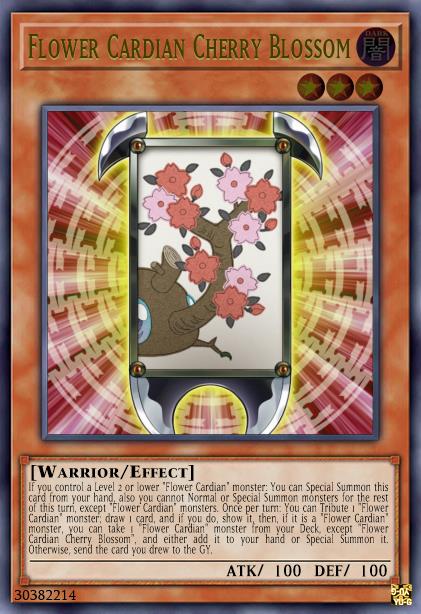 FLOWER CARDIAN CHERRY BLOSSOM
DARK
闇
[WARRIOR/EFFECT]
If you control a Level 2 or lower "Flower Cardian" monster: You can Special Summon this
card from your hand, also you cannot Normal or Special Summon monsters for the rest
of this turn, except "Flower Cardian" monsters. Once per turn: You can Tribute 1 "Flower
Cardian" monster; draw 1 card, and if you do, show it, then, if it is a "Flower Cardian"
monster, you can take 1 "Flower Cardian" monster from your Deck, except "Flower
Cardian Cherry Blossom", and either add it to your hand or Special Summon it.
Otherwise, send the card you drew to the GY.
ATK/ 100 DEF/ 100
30382214